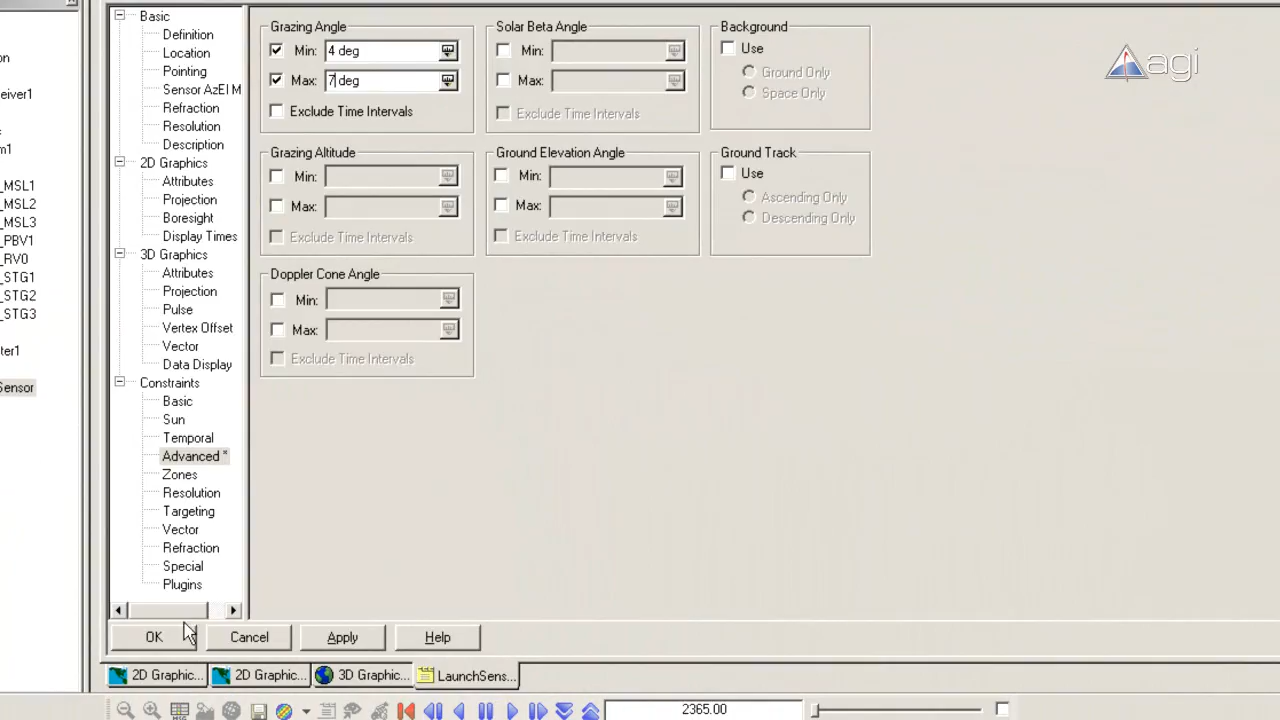 Basic
Definition
Location
Pointing
Sensor AzEl M
Refraction
Resolution
Description
2D Graphics
Attributes
Projection
Boresight
Display Times
3D Graphics
Attributes
Projection
Pulse
Vertex Offset
Vector
Data Display
Constraints
Basic
Sun
Temporal
Advanced *
Zones
Resolution
Targeting
Vector
Refraction
Special
Plugins
on
eiver1
m1
_MSL1
_MSL2
_MSL3
_PBV1
_RV0
_STG1
_STG2
_STG3
ter1
Sensor
Grazing Angle
Min: 4 deg
Max: 7 deg
Exclude Time Intervals
Solar Beta Angle
Min:
Max:
Exclude Time Intervals
Background
Use
Ground Only
Space Only
agi
Grazing Altitude
Min:
Max:
Exclude Time Intervals
Ground Elevation Angle
Min:
Max:
Exclude Time Intervals
Ground Track
Use
Ascending Only
Descending Only
Doppler Cone Angle
Min:
Max:
Exclude Time Intervals
OK Cancel Apply Help
2D Graphic... 2D Graphic... 3D Graphic... LaunchSens...
2365.00